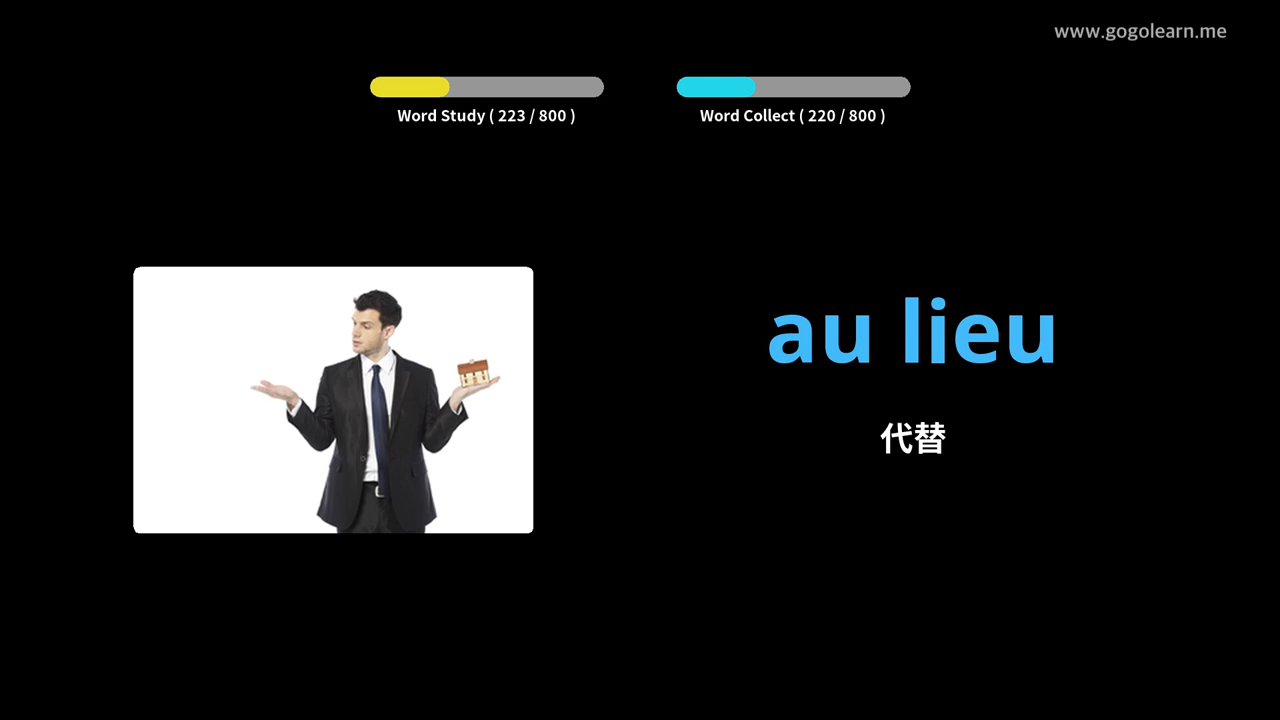 www.gogolearn.me
Word Study ( 223 / 800 )
Word Collect ( 220 / 800 )
au lieu
代替